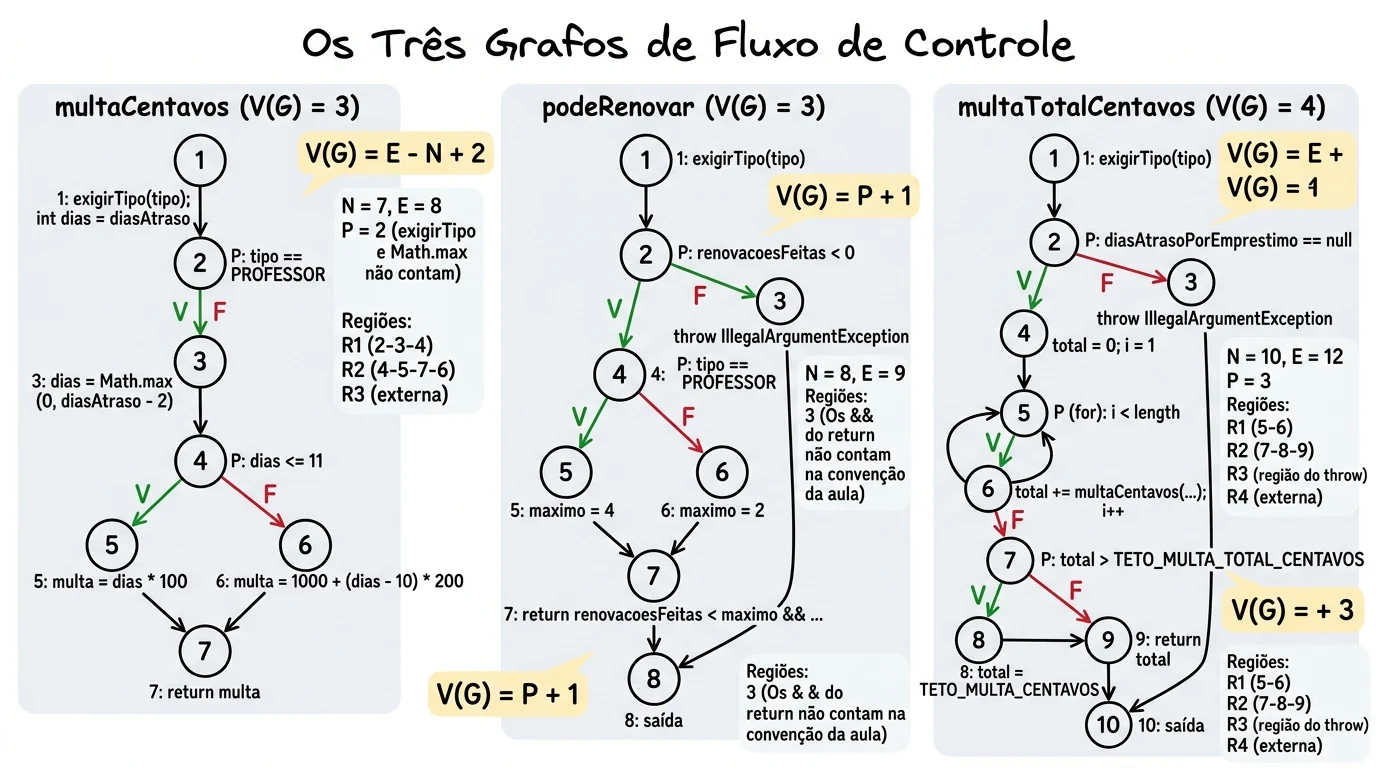 Os Três Grafos de Fluxo de Controle
multaCentavos (V(G) = 3)
V(G) = E - N + 2
1
1: exigirTipo(tipo);
int dias = diasAtraso
N = 7, E = 8
P = 2 (exigirTipo
e Math.max
não contam)
2
P: tipo ==
PROFESSOR
V
F
Regiões:
R1 (2-3-4)
R2 (4-5-7-6)
R3 (externa)
3
3: dias = Math.max
(0, diasAtraso - 2)
4
P: dias <= 11
V
F
5
6
5: multa = dias * 100
6: multa = 1000 + (dias - 10) * 200
7
7: return multa
podeRenovar (V(G) = 3)
1
1: exigirTipo(tipo)
V(G) = P + 1
2
P: renovacoesFeitas < 0
V
F
3
throw IllegalArgumentException
4
4:
P: tipo ==
PROFESSOR
N = 8, E = 9
Regiões:
3 (Os &&
do return
não contam
na convenção
da aula)
V
F
5
6
5: maximo = 4
6: maximo = 2
7
7: return renovacoesFeitas < maximo && ...
8
8: saída
V(G) = P + 1
Regiões:
3 (Os & & do
return não contam na
convenção da aula)
multaTotalCentavos (V(G) = 4)
1
1: exigirTipo(tipo)
V(G) = E +
V(G) =
2
P: diasAtrasoPorEmprestimo == null
V
F
3
throw IllegalArgumentException
4
total = 0; i = 1
N = 10, E = 12
P = 3
Regiões:
R1 (5-6)
R2 (7-8-9)
R3 (região do throw)
R4 (externa)
5
P (for): i < length
V
6
total += multaCentavos(...);
i++
F
7
P: total > TETO_MULTA_TOTAL_CENTAVOS
V
F
V(G) = + 3
8
9
9: return
total
8: total =
TETO_MULTA_CENTAVOS
10
10: saída
Regiões:
R1 (5-6)
R2 (7-8-9)
R3 (região do throw)
R4 (externa)